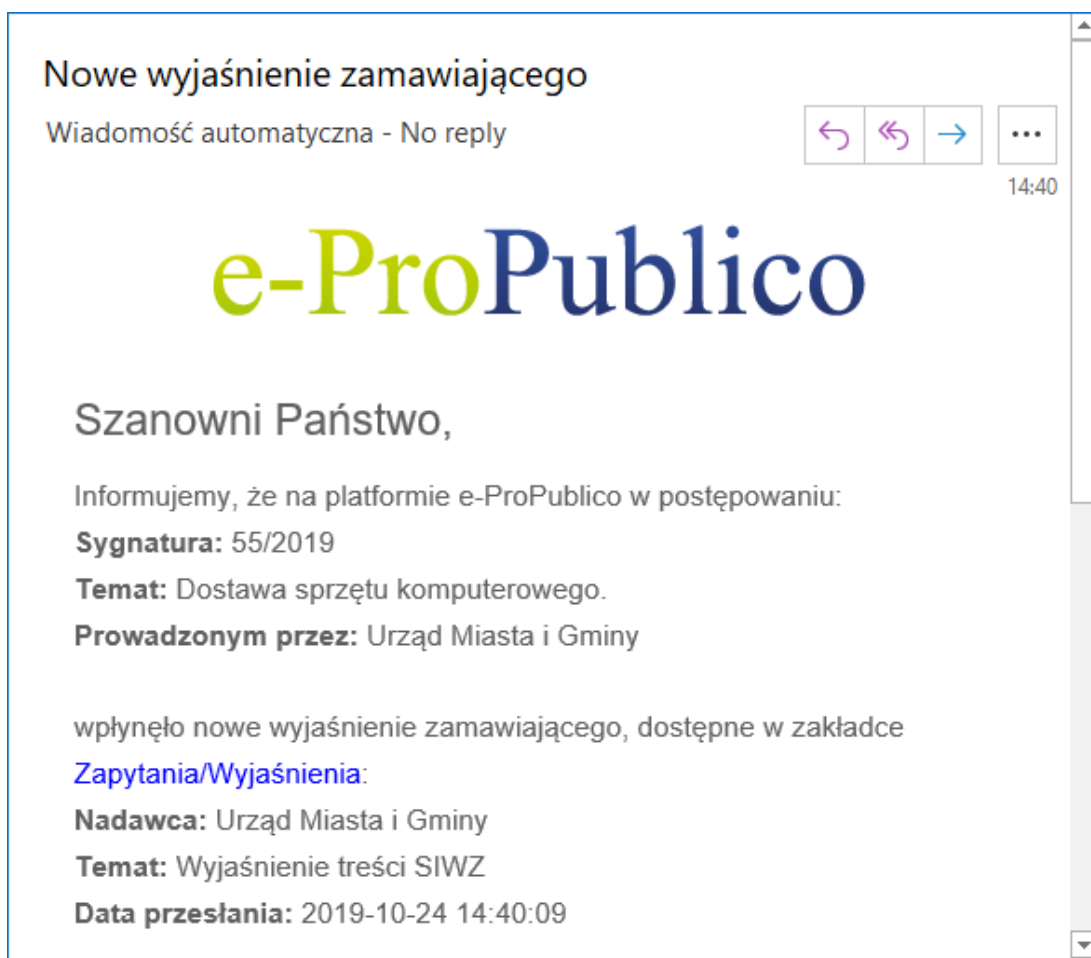 Nowe wyjaśnienie zamawiającego
Wiadomość automatyczna - No reply
14:40
e-ProPublico
Szanowni Państwo,
Informujemy, że na platformie e-ProPublico w postępowaniu:
Sygnatura: 55/2019
Temat: Dostawa sprzętu komputerowego.
Prowadzonym przez: Urząd Miasta i Gminy
wpłynęło nowe wyjaśnienie zamawiającego, dostępne w zakładce
Zapytania/Wyjaśnienia:
Nadawca: Urząd Miasta i Gminy
Temat: Wyjaśnienie treści SIWZ
Data przesłania: 2019-10-24 14:40:09